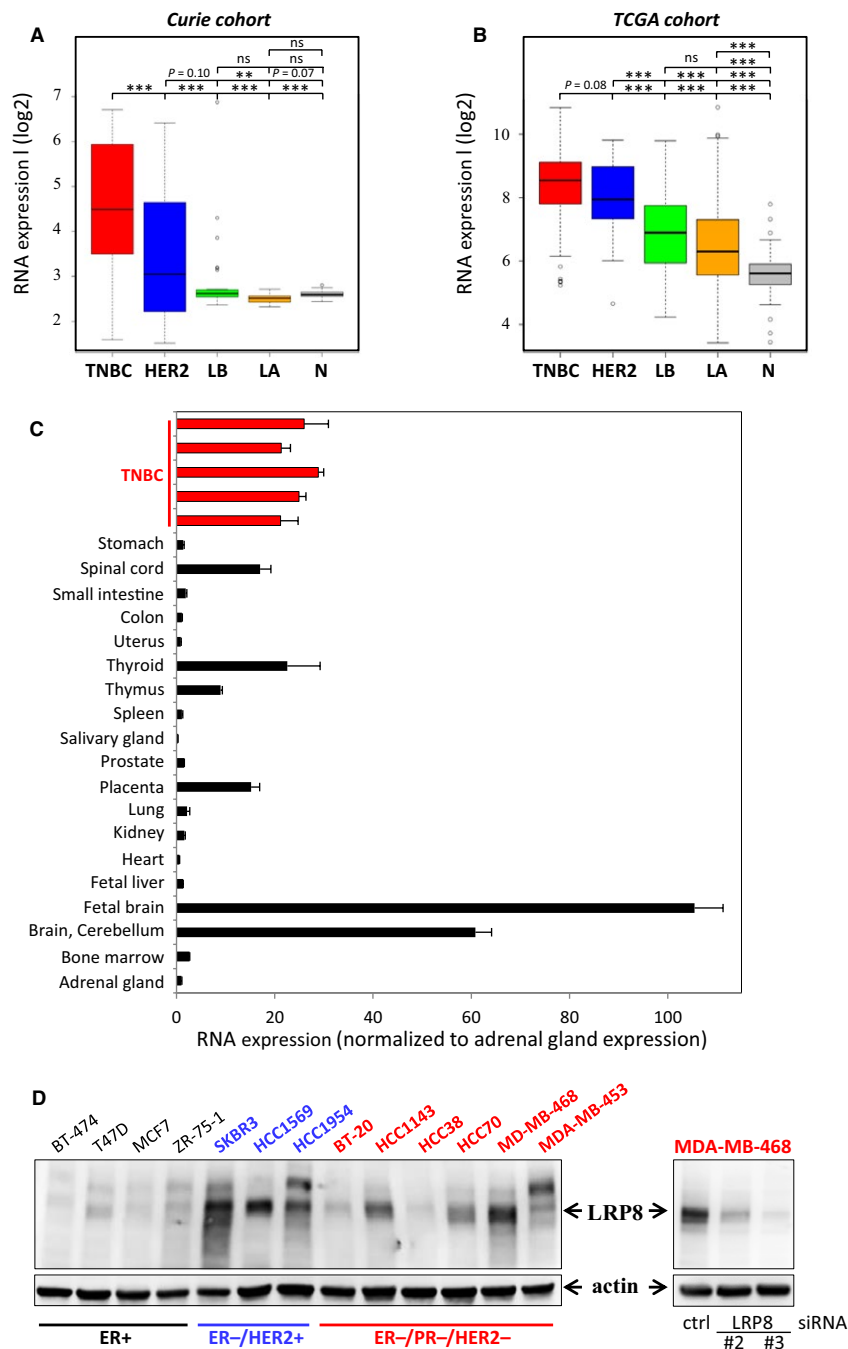 Curie cohort
TCGA cohort
A
ns
P = 0.10 ns ns
** P = 0.07
*** *** *** ***
RNA expression I (log2)
7
6
5
4
3
2
TNBC HER2 LB LA N
B
***
ns ***
*** *** ***
P = 0.08 *** *** ***
RNA expression I (log2)
10
8
6
4
TNBC HER2 LB LA N
C
TNBC
Stomach
Spinal cord
Small intestine
Colon
Uterus
Thyroid
Thymus
Spleen
Salivary gland
Prostate
Placenta
Lung
Kidney
Heart
Fetal liver
Fetal brain
Brain, Cerebellum
Bone marrow
Adrenal gland
0 20 40 60 80 100
RNA expression (normalized to adrenal gland expression)
D
BT-474 T47D MCF7 ZR-75-1 SKBR3 HCC1569 HCC1954 BT-20 HCC1143 HCC38 HCC70 MD-MB-468 MDA-MB-453
MDA-MB-468
LRP8
actin
ER+ ER–/HER2+ ER–/PR–/HER2–
ctrl LRP8 siRNA
#2 #3